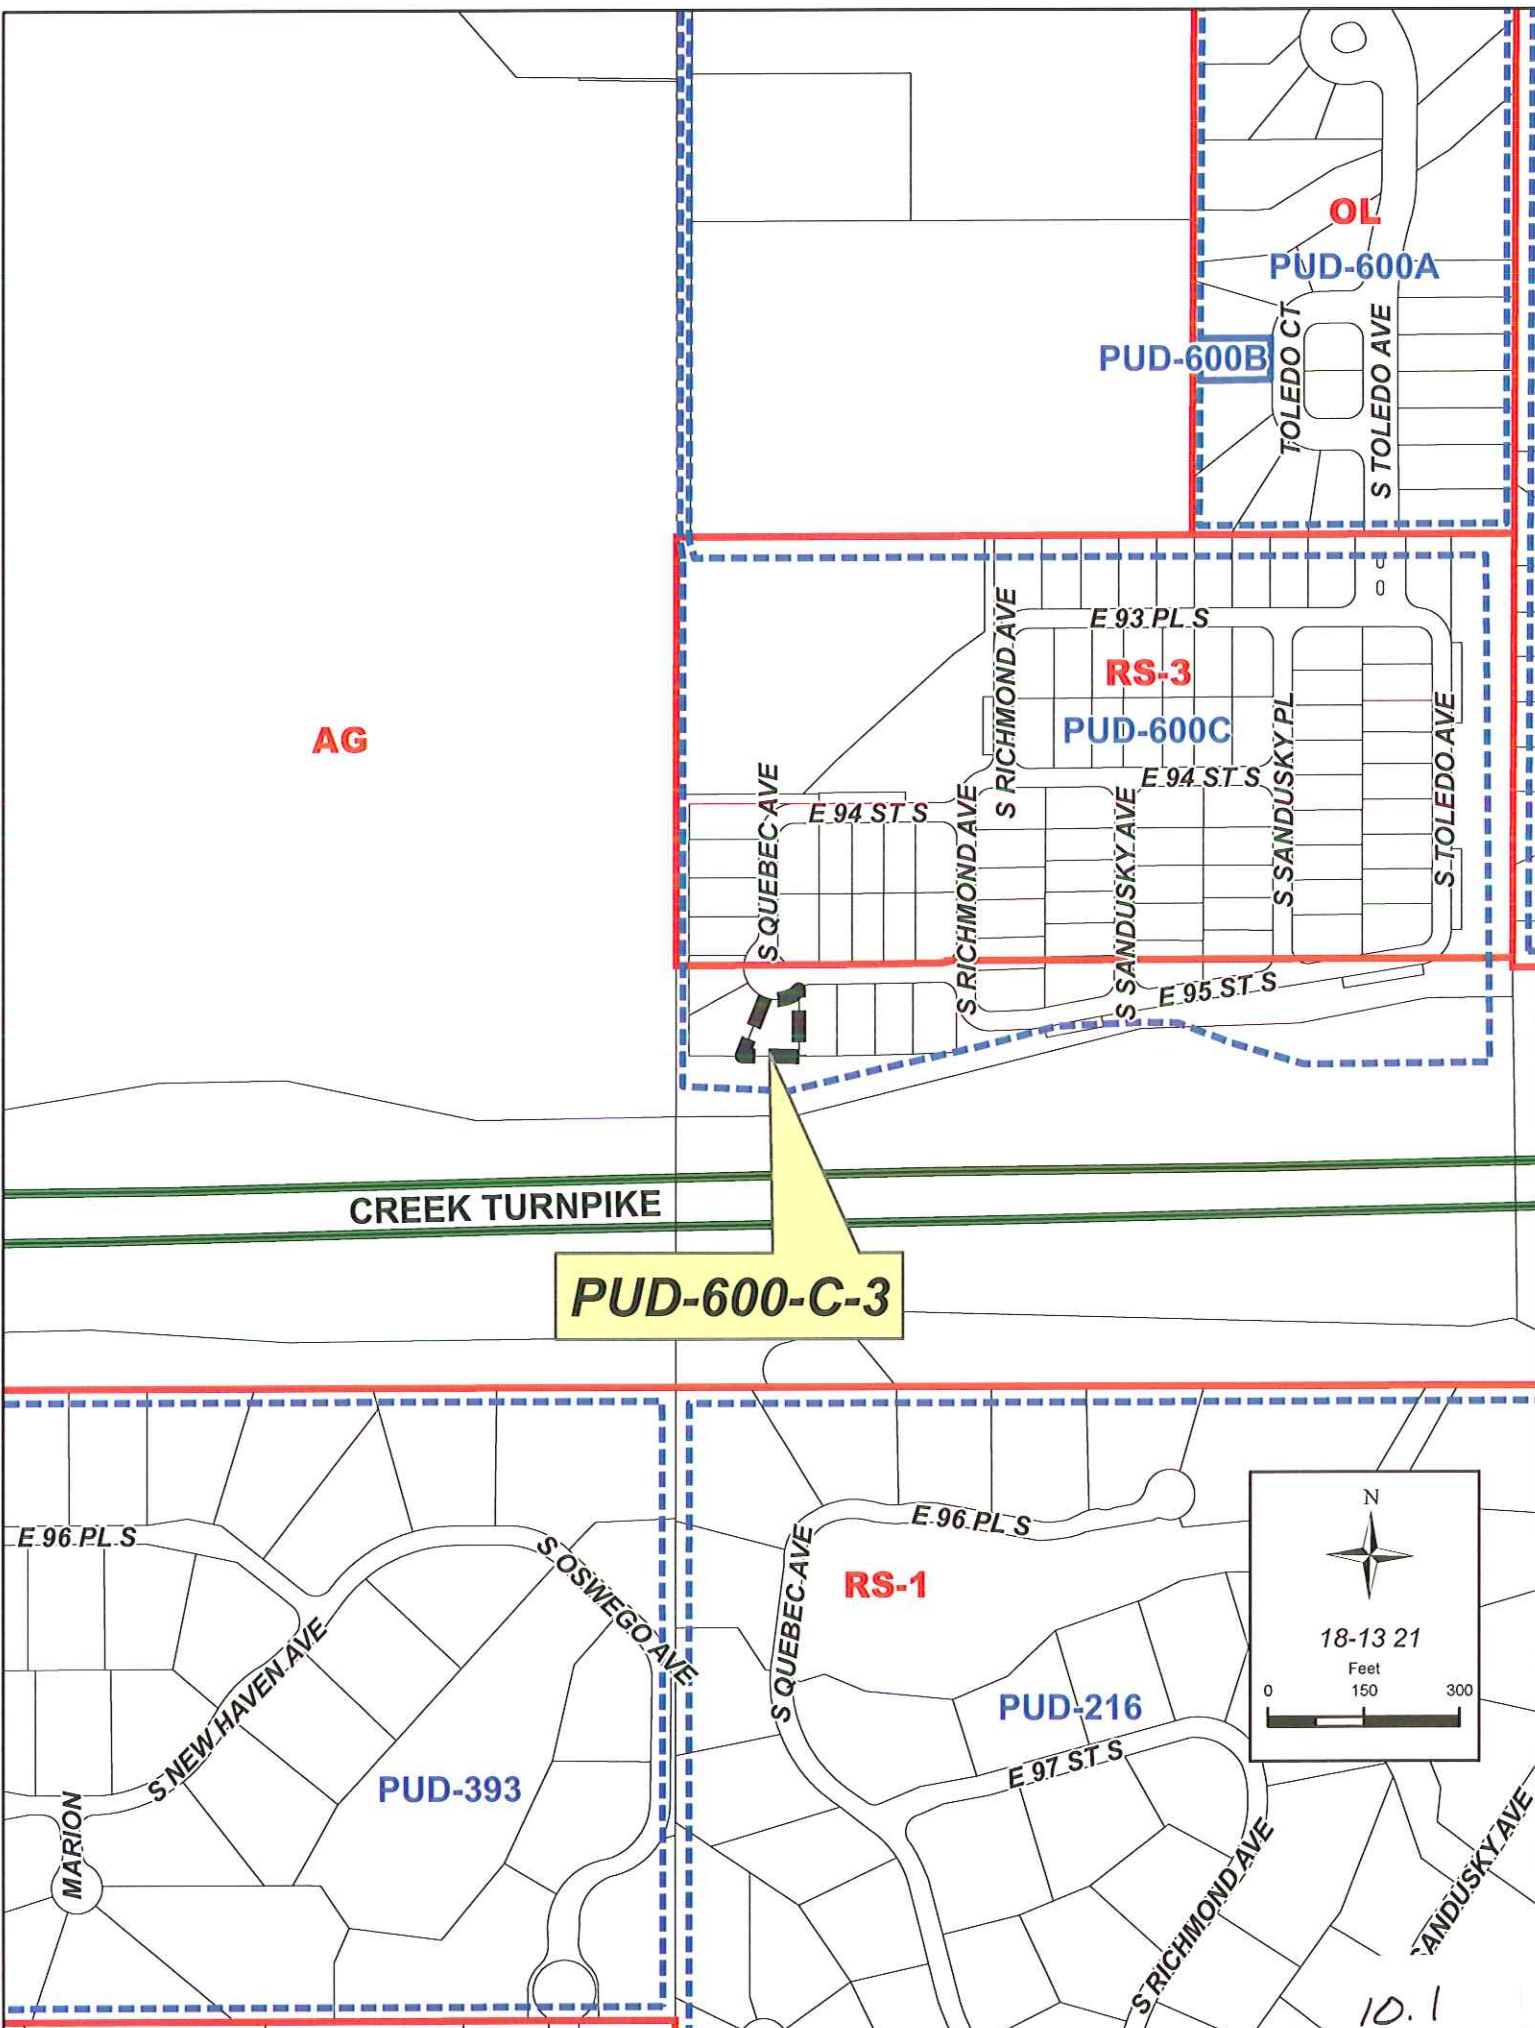 OL
PUD-600A
PUD-600B
TOLEDO CT
S TOLEDO AVE
E 93 PL S
S RICHMOND AVE
RS-3
PUD-600C
AG
S SANDUSKY PL
S TOLEDO AVE
E 94 ST S
S QUEBEC AVE
E 94 ST S
S RICHMOND AVE
S SANDUSKY AVE
E 95 ST S
CREEK TURNPIKE
PUD-600-C-3
E 96 PL S
S OSWEGO AVE
S QUEBEC AVE
E 96 PL S
RS-1
N
18-13 21
Feet
0 150 300
S NEW HAVEN AVE
PUD-216
E 97 ST S
PUD-393
MARION
S RICHMOND AVE
SANDUSKY AVE
10.1